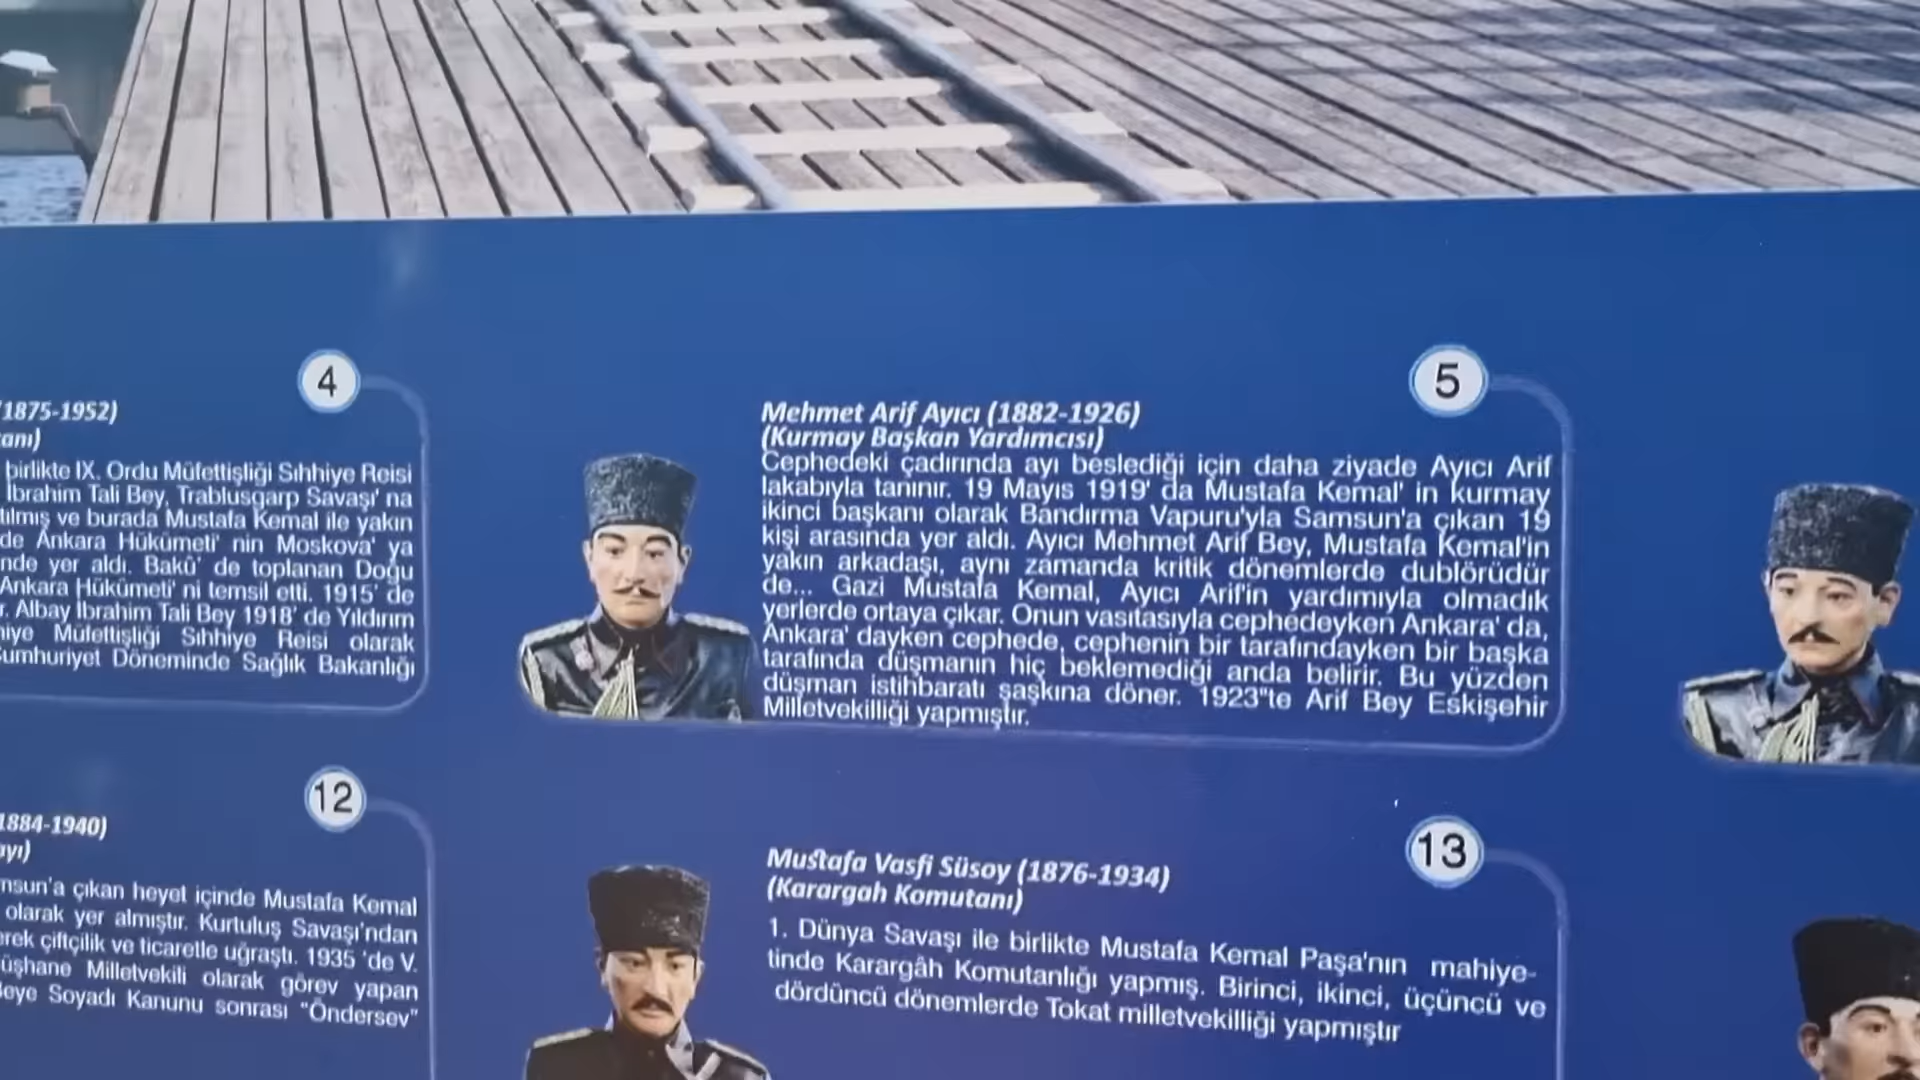 4
(1875-1952)
birlikte IX. Ordu Müfettişliği Sıhhiye Reisi
İbrahim Tali Bey, Trablusgarp Savaşı' na
ve burada Mustafa Kemal ile yakın
de Ankara Hükûmeti' nin Moskova' ya
yer aldı. Bakû' de toplanan Doğu
Ankara Hükûmeti' ni temsil etti. 1915' de
Albay İbrahim Tali Bey 1918' de Yıldırım
Müfettişliği Sıhhiye Reisi olarak
Cumhuriyet Döneminde Sağlık Bakanlığı
5
Mehmet Arif Ayıcı (1882-1926)
(Kurmay Başkan Yardımcısı)
Cephedeki çadırında ayı beslediği için daha ziyade Ayıcı Arif
lakabıyla tanınır. 19 Mayıs 1919' da Mustafa Kemal' in kurmay
ikinci başkanı olarak Bandırma Vapuru'yla Samsun'a çıkan 19
kişi arasında yer aldı. Ayıcı Mehmet Arif Bey, Mustafa Kemal'in
yakın arkadaşı, aynı zamanda kritik dönemlerde dublörüdür
de... Gazi Mustafa Kemal, Ayıcı Arif'in yardımıyla olmadık
yerlerde ortaya çıkar. Onun vasıtasıyla cephedeyken Ankara' da,
Ankara' dayken cephede, cephenin bir tarafındayken bir başka
tarafında düşmanın hiç beklemediği anda belirir. Bu yüzden
düşman istihbaratı şaşkına döner. 1923"te Arif Bey Eskişehir
Milletvekilliği yapmıştır.
12
1884-1940)
çıkan heyet içinde Mustafa Kemal
olarak yer almıştır. Kurtuluş Savaşı'ndan
çiftçilik ve ticaretle uğraştı. 1935 'de V.
Milletvekili olarak görev yapan
Beye Soyadı Kanunu sonrası "Öndersev"
13
Mustafa Vasfi Süsoy (1876-1934)
(Karargah Komutanı)
1. Dünya Savaşı ile birlikte Mustafa Kemal Paşa'nın mahiye-
tinde Karargâh Komutanlığı yapmış. Birinci, ikinci, üçüncü ve
dördüncü dönemlerde Tokat milletvekilliği yapmıştır